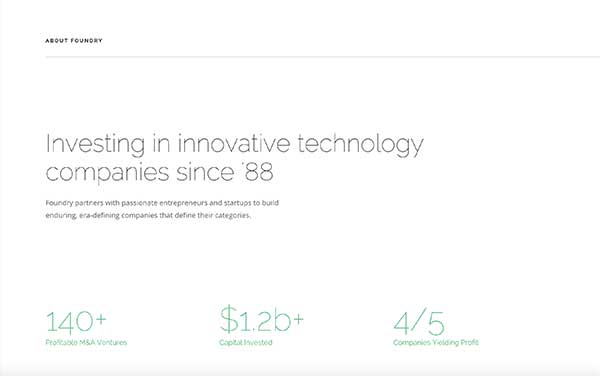 ABOUT FOUNDRY
Investing in innovative technology
companies since '88
Foundry partners with passionate entrepreneurs and startups to build
enduring, era-defining companies that define their categories.
140+
$1.2b+
4/5
Profitable M&A Ventures
Capital Invested
Companies Yielding Profit